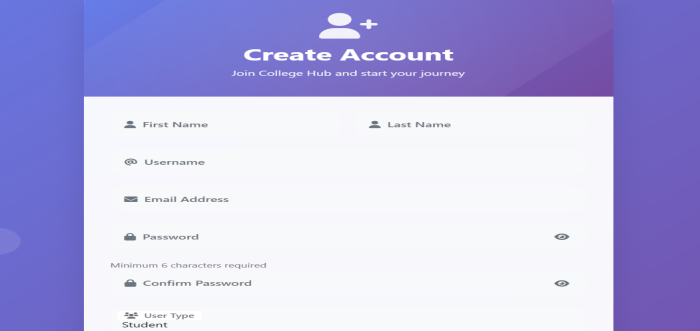 Create Account
Join College Hub and start your journey
First Name
Last Name
Username
Email Address
Password
Minimum 6 characters required
Confirm Password
User Type
Student